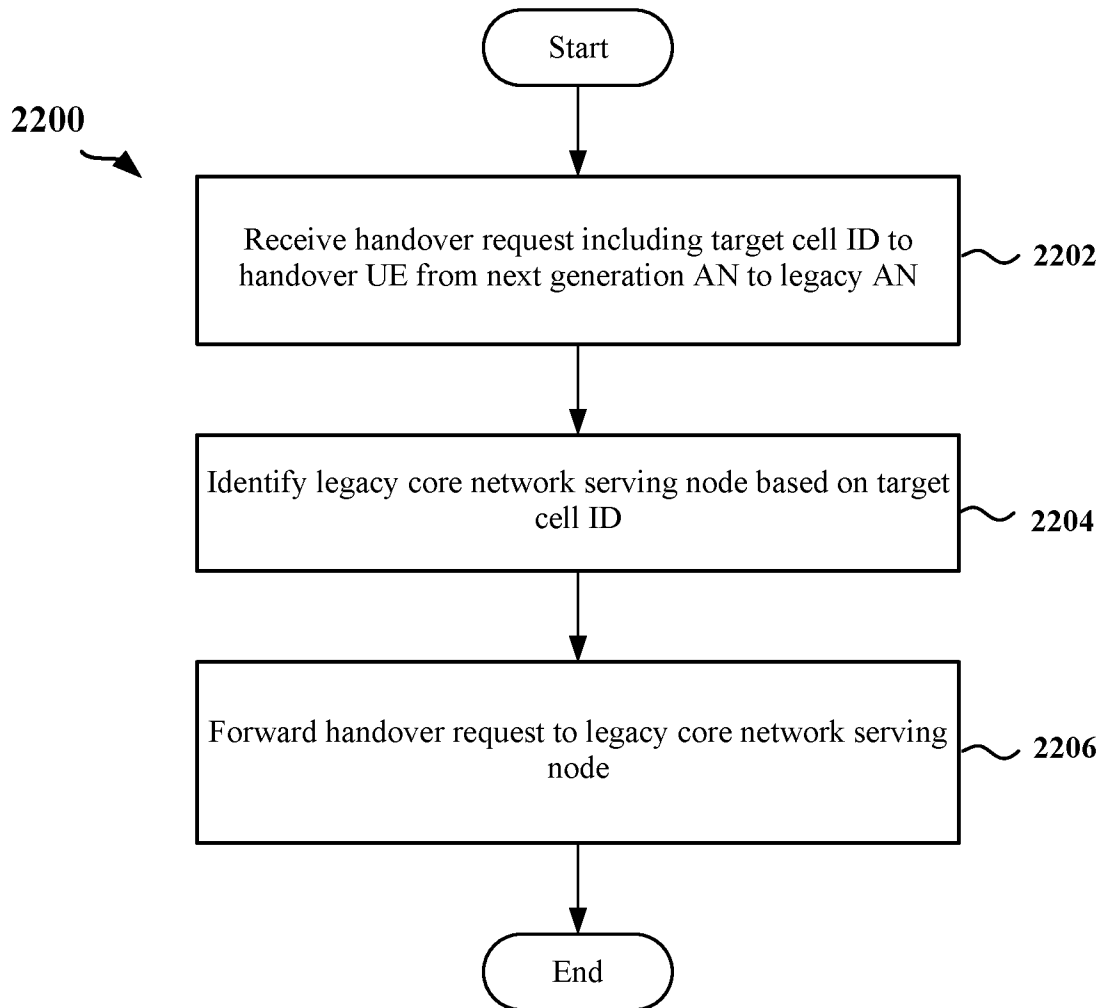 Start
2200
Receive handover request including target cell ID to
handover UE from next generation AN to legacy AN
2202
Identify legacy core network serving node based on target
cell ID
2204
Forward handover request to legacy core network serving
node
2206
End